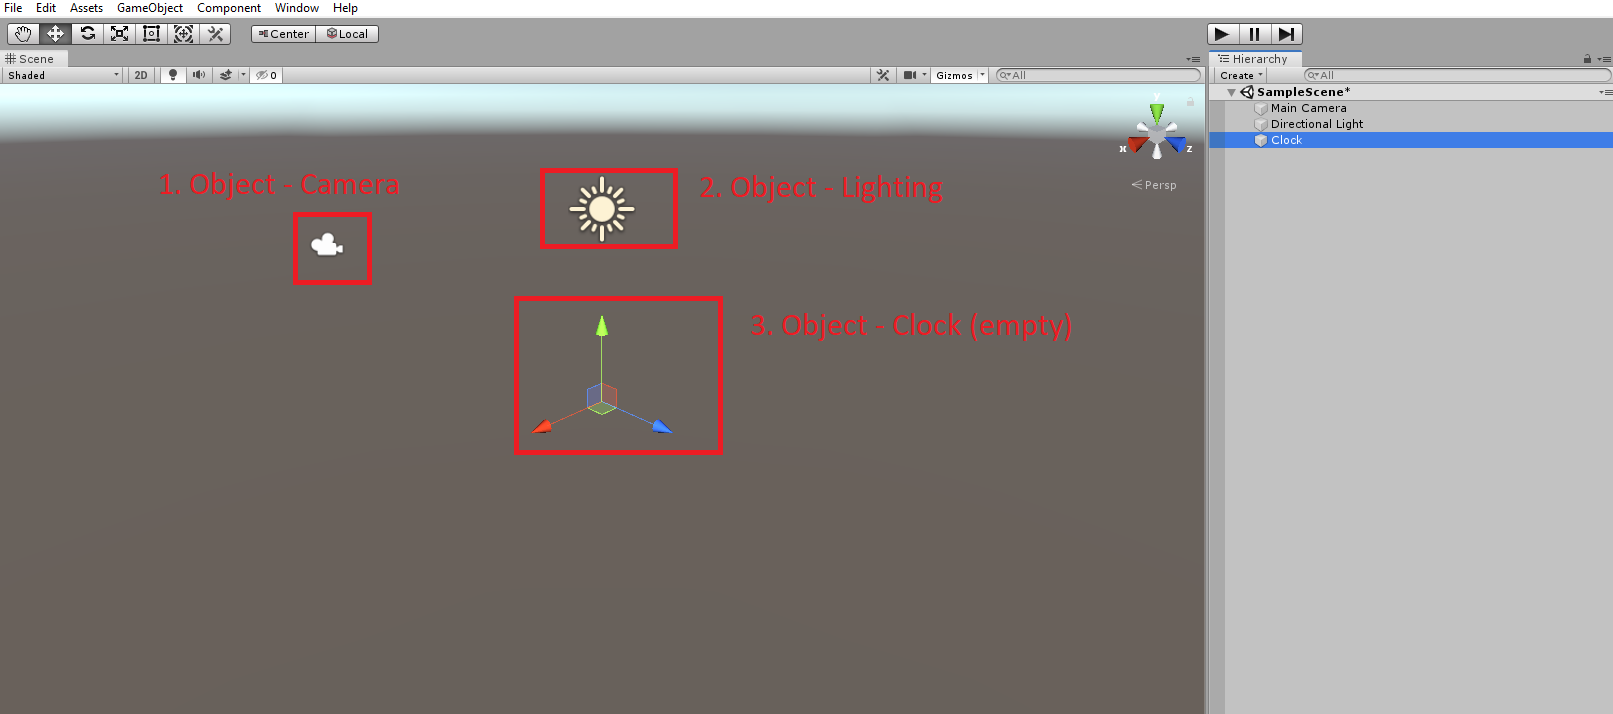 File Edit Assets GameObject Component Window Help
Center Local
Scene
Hierarchy
Shaded 2D 0 Gizmos All
Create All
SampleScene*
Main Camera
Directional Light
Clock
y
x z
Persp
1. Object - Camera
2. Object - Lighting
3. Object - Clock (empty)